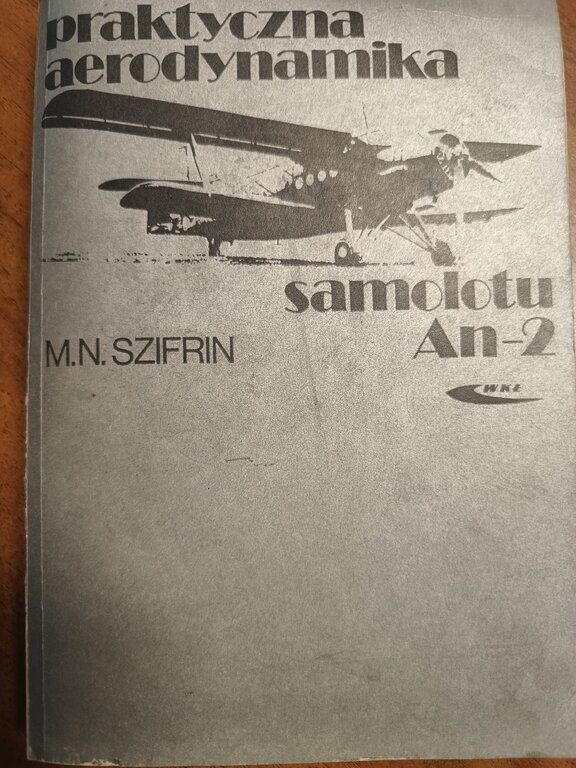 praktyczna
aerodynamika
samolotu
An-2
M.N. SZIFRIN
WKŁ